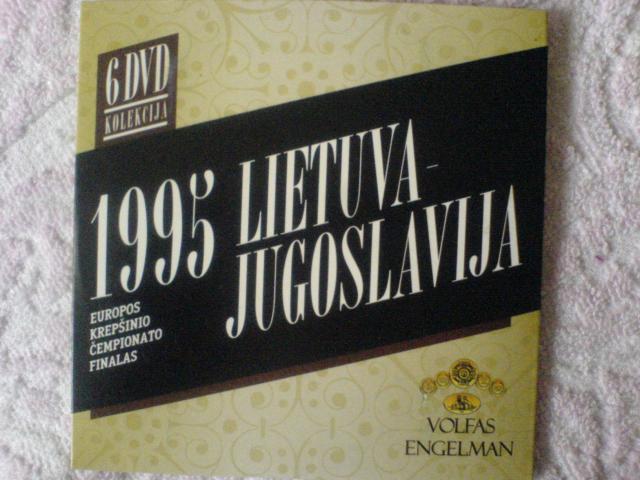 6 DVD
KOLEKCIJA
1995 LIETUVA-
JUGOSLAVIJA
EUROPOS
KREPŠINIO
ČEMPIONATO
FINALAS
VOLFAS
ENGELMAN